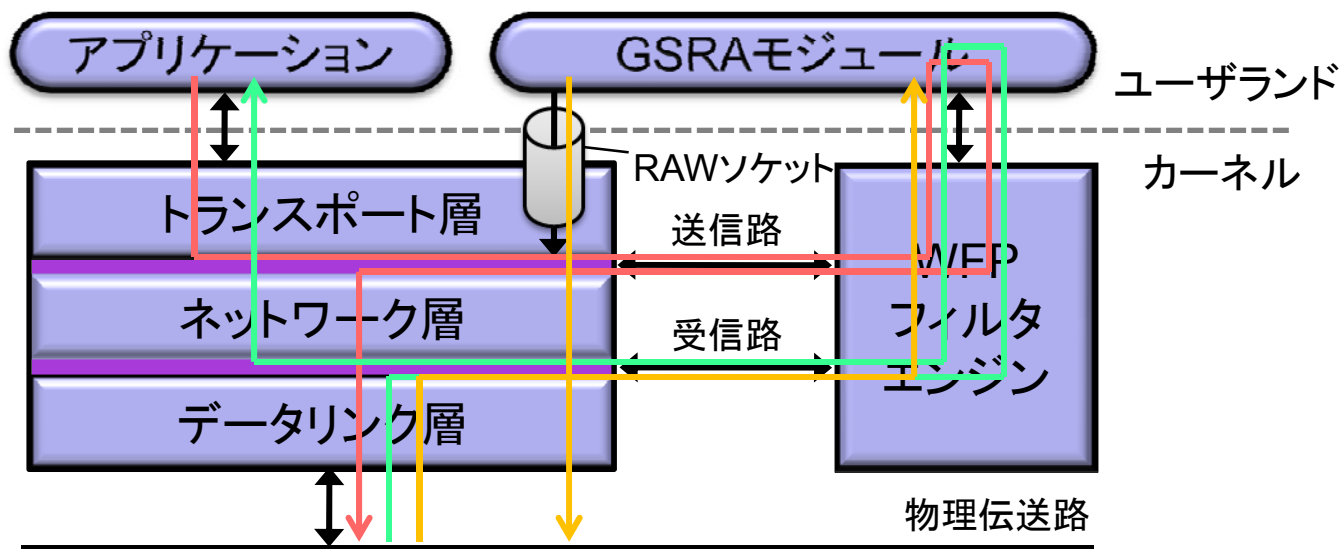 アプリケーション
GSRAモジュール
ユーザランド
RAWソケット
カーネル
トランスポート層
送信路
WFP
フィルタ
エンジン
ネットワーク層
受信路
データリンク層
物理伝送路